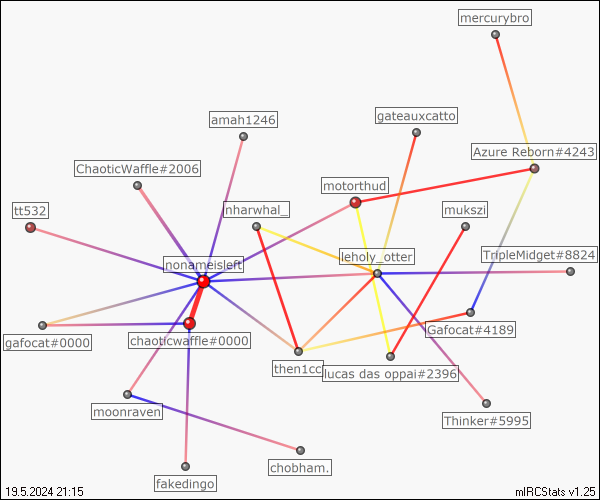 mercurybro
gateauxcatto
amah1246
Azure Reborn#4243
ChaoticWaffle#2006
motorthud
tt532
nharwhal_
mukszi
leholy_otter
TripleMidget#8824
nonameisleft
Gafocat#4189
gafocat#0000
chaoticwaffle#0000
then1cc
lucas das oppai#2396
moonraven
Thinker#5995
chobham.
fakedingo
19.5.2024 21:15
mIRCStats v1.25